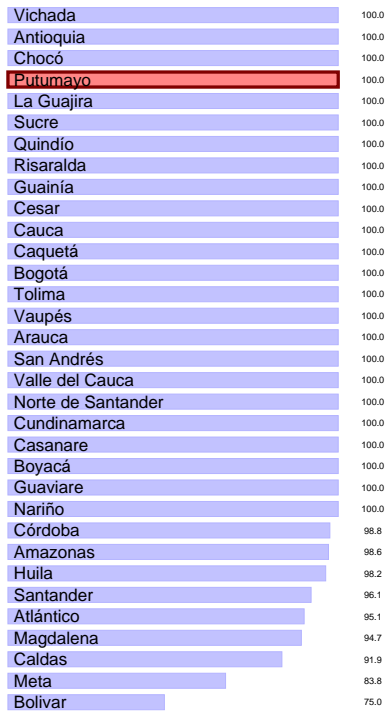 Vichada 100.0
Antioquia 100.0
Chocó 100.0
Putumayo 100.0
La Guajira 100.0
Sucre 100.0
Quindío 100.0
Risaralda 100.0
Guainía 100.0
Cesar 100.0
Cauca 100.0
Caquetá 100.0
Bogotá 100.0
Tolima 100.0
Vaupés 100.0
Arauca 100.0
San Andrés 100.0
Valle del Cauca 100.0
Norte de Santander 100.0
Cundinamarca 100.0
Casanare 100.0
Boyacá 100.0
Guaviare 100.0
Nariño 100.0
Córdoba 98.8
Amazonas 98.6
Huila 98.2
Santander 96.1
Atlántico 95.1
Magdalena 94.7
Caldas 91.9
Meta 83.8
Bolivar 75.0